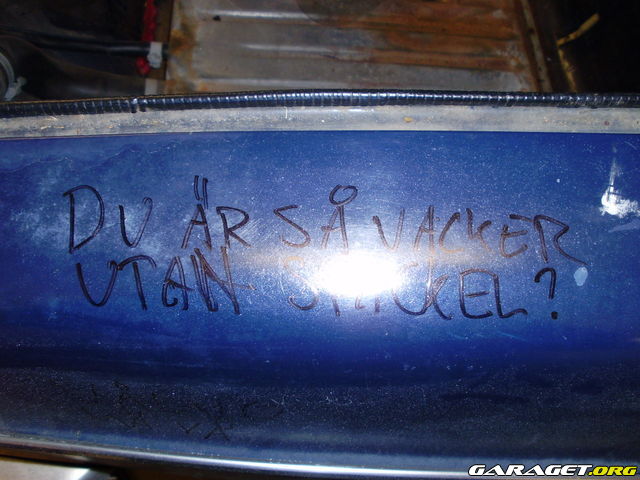 DU ÄR SÅ VACKER
UTAN ?
GARAGET.ORG